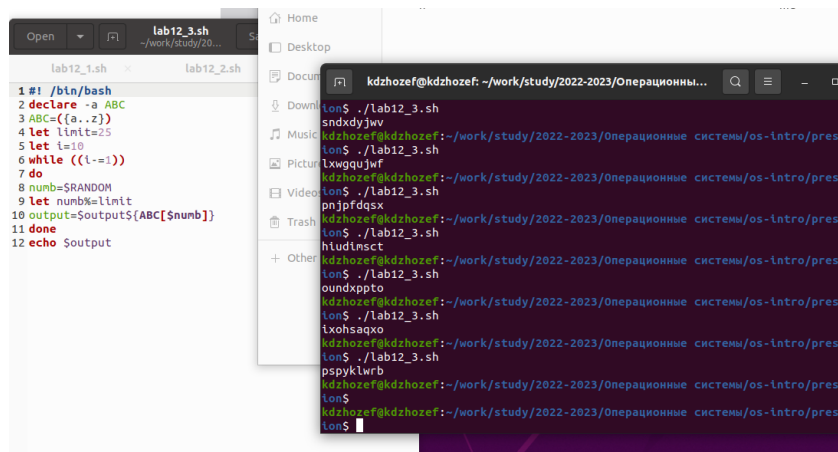 Open
lab12_3.sh
~/work/study/20...
lab12_1.sh ×
lab12_2.sh
1 #! /bin/bash
2 declare -a ABC
3 ABC=({a..z})
4 let limit=25
5 let i=10
6 while ((i-=1))
7 do
8 numb=$RANDOM
9 let numb%=limit
10 output=$output${ABC[$numb]}
11 done
12 echo $output
Home
Desktop
Docum
Downl
Music
Pictur
Videos
Trash
+ Other
kdzhozef@kdzhozef: ~/work/study/2022-2023/Операционны...
ion$ ./lab12_3.sh
sndxdyjwv
kdzhozef@kdzhozef:~/work/study/2022-2023/Операционные системы/os-intro/pres
ion$ ./lab12_3.sh
lxwgqujwf
kdzhozef@kdzhozef:~/work/study/2022-2023/Операционные системы/os-intro/pres
ion$ ./lab12_3.sh
pnjpfdqsx
kdzhozef@kdzhozef:~/work/study/2022-2023/Операционные системы/os-intro/pres
ion$ ./lab12_3.sh
hiudimsct
kdzhozef@kdzhozef:~/work/study/2022-2023/Операционные системы/os-intro/pres
ion$ ./lab12_3.sh
oundxppto
kdzhozef@kdzhozef:~/work/study/2022-2023/Операционные системы/os-intro/pres
ion$ ./lab12_3.sh
ixohsaqxo
kdzhozef@kdzhozef:~/work/study/2022-2023/Операционные системы/os-intro/pres
ion$ ./lab12_3.sh
pspyklwrb
kdzhozef@kdzhozef:~/work/study/2022-2023/Операционные системы/os-intro/pres
ion$
kdzhozef@kdzhozef:~/work/study/2022-2023/Операционные системы/os-intro/pres
ion$